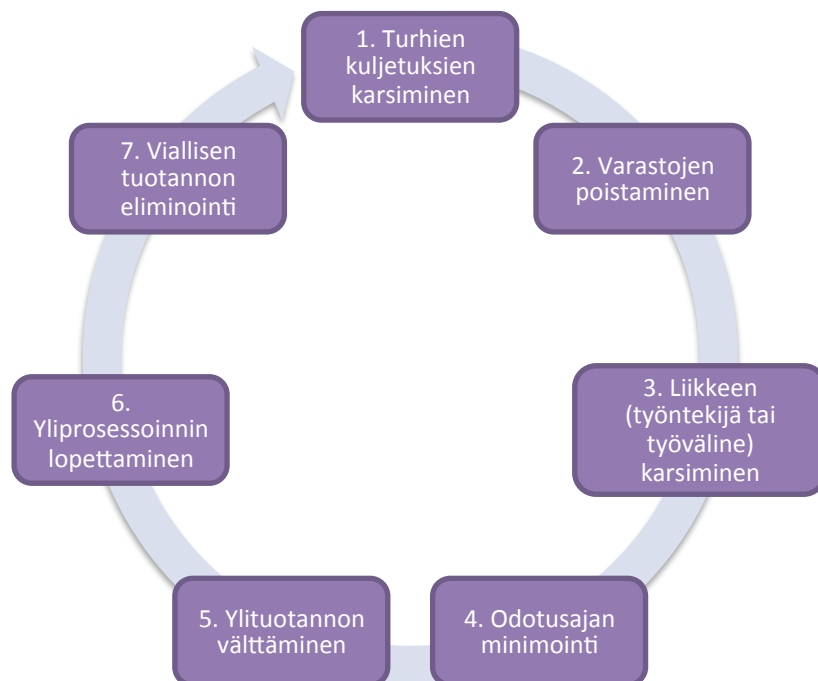 1. Turhien
kuljetuksien
karsiminen
2. Varastojen
poistaminen
3. Liikkeen
(työntekijä tai
työväline)
karsiminen
4. Odotusajan
minimointi
5. Ylituotannon
välttäminen
6.
Yliprosessoinnin
lopettaminen
7. Viallisen
tuotannon
eliminointi